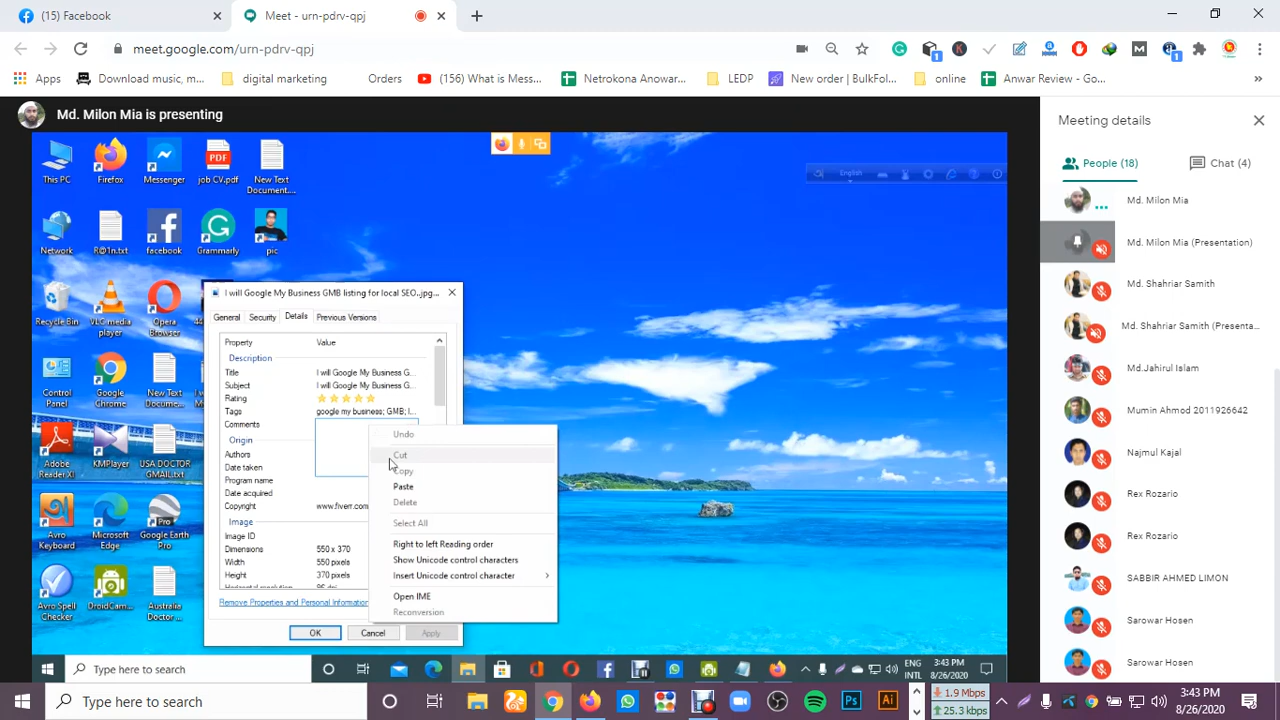 (15) Facebook
Meet - urn-pdrv-qpj
meet.google.com/urn-pdrv-qpj
1
1
Apps
Download music, m...
digital marketing
Orders
(156) What is Mess...
Netrokona Anowar...
LEDP
New order | BulkFol...
online
Anwar Review - Go...
Md. Milon Mia is presenting
Meeting details
People (18)
Chat (4)
Md. Milon Mia
Md. Milon Mia (Presentation)
Md. Shahriar Samith
Md. Shahriar Samith (Presenta...
Md.Jahirul Islam
Mumin Ahmod 2011926642
Najmul Kajal
Rex Rozario
Rex Rozario
SABBIR AHMED LIMON
Sarowar Hosen
Sarowar Hosen
This PC
Firefox
Messenger
PDF
job CV.pdf
New Text
Document....
English
Network
R@1n.txt
facebook
Grammarly
pic
Recycle Bin
VLC media
player
Opera
Browser
Control
Panel
Google
Chrome
New Text
Docume...
Adobe
Reader XI
KMPlayer
USA DOCTOR
GMAIL.txt
Avro
Keyboard
Microsoft
Edge
Google Earth
Pro
Avro Spell
Checker
DroidCam...
Australia
Doctor ...
I will Google My Business GMB listing for local SEO..jpg...
General
Security
Details
Previous Versions
Property
Value
Description
Title
I will Google My Business G...
Subject
I will Google My Business G...
Rating
Tags
google my business; GMB; l...
Comments
Origin
Authors
Date taken
Program name
Date acquired
Copyright
www.fiverr.com
Image
Image ID
Dimensions
550 x 370
Width
550 pixels
Height
370 pixels
Horizontal resolution
96 dpi
Remove Properties and Personal Information
OK
Cancel
Apply
Undo
Cut
Copy
Paste
Delete
Select All
Right to left Reading order
Show Unicode control characters
Insert Unicode control character
Open IME
Reconversion
Type here to search
ENG
INTL
3:43 PM
8/26/2020
Type here to search
Ps
Ai
1.9 Mbps
25.3 kbps
3:43 PM
8/26/2020